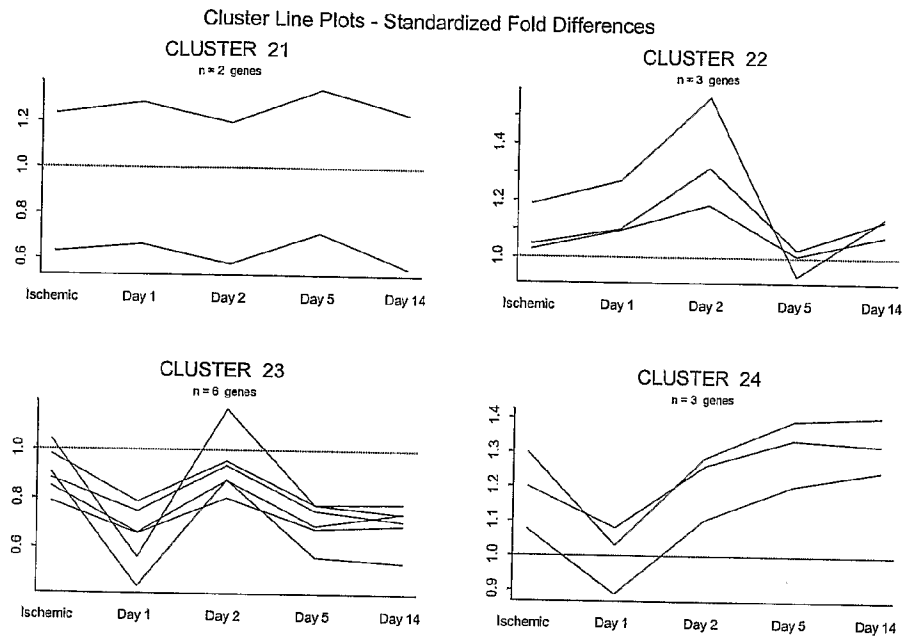 Cluster Line Plots - Standardized Fold Differences
CLUSTER 21
n = 2 genes
1.2
1.0
0.8
0.6
Ischemic Day 1 Day 2 Day 5 Day 14
CLUSTER 22
n = 3 genes
1.4
1.2
1.0
Ischemic Day 1 Day 2 Day 5 Day 14
CLUSTER 23
n = 6 genes
1.0
0.8
0.6
Ischemic Day 1 Day 2 Day 5 Day 14
CLUSTER 24
n = 3 genes
1.4
1.3
1.2
1.1
1.0
0.9
Ischemic Day 1 Day 2 Day 5 Day 14